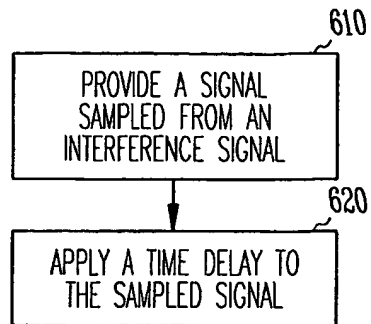 610
PROVIDE A SIGNAL
SAMPLED FROM AN
INTERFERENCE SIGNAL
620
APPLY A TIME DELAY TO
THE SAMPLED SIGNAL